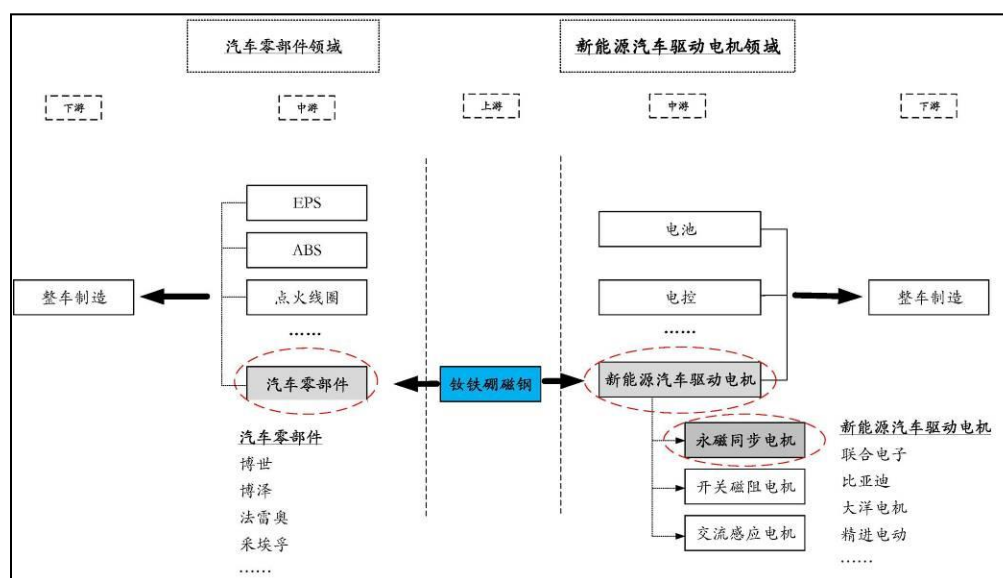 汽车零部件领域
新能源汽车驱动电机领域
下游
中游
上游
中游
下游
EPS
ABS
点火线圈
……
汽车零部件
整车制造
钕铁硼磁钢
电池
电控
……
新能源汽车驱动电机
整车制造
永磁同步电机
开关磁阻电机
交流感应电机
汽车零部件
博世
博泽
法雷奥
采埃孚
……
新能源汽车驱动电机
联合电子
比亚迪
大洋电机
精进电动
……